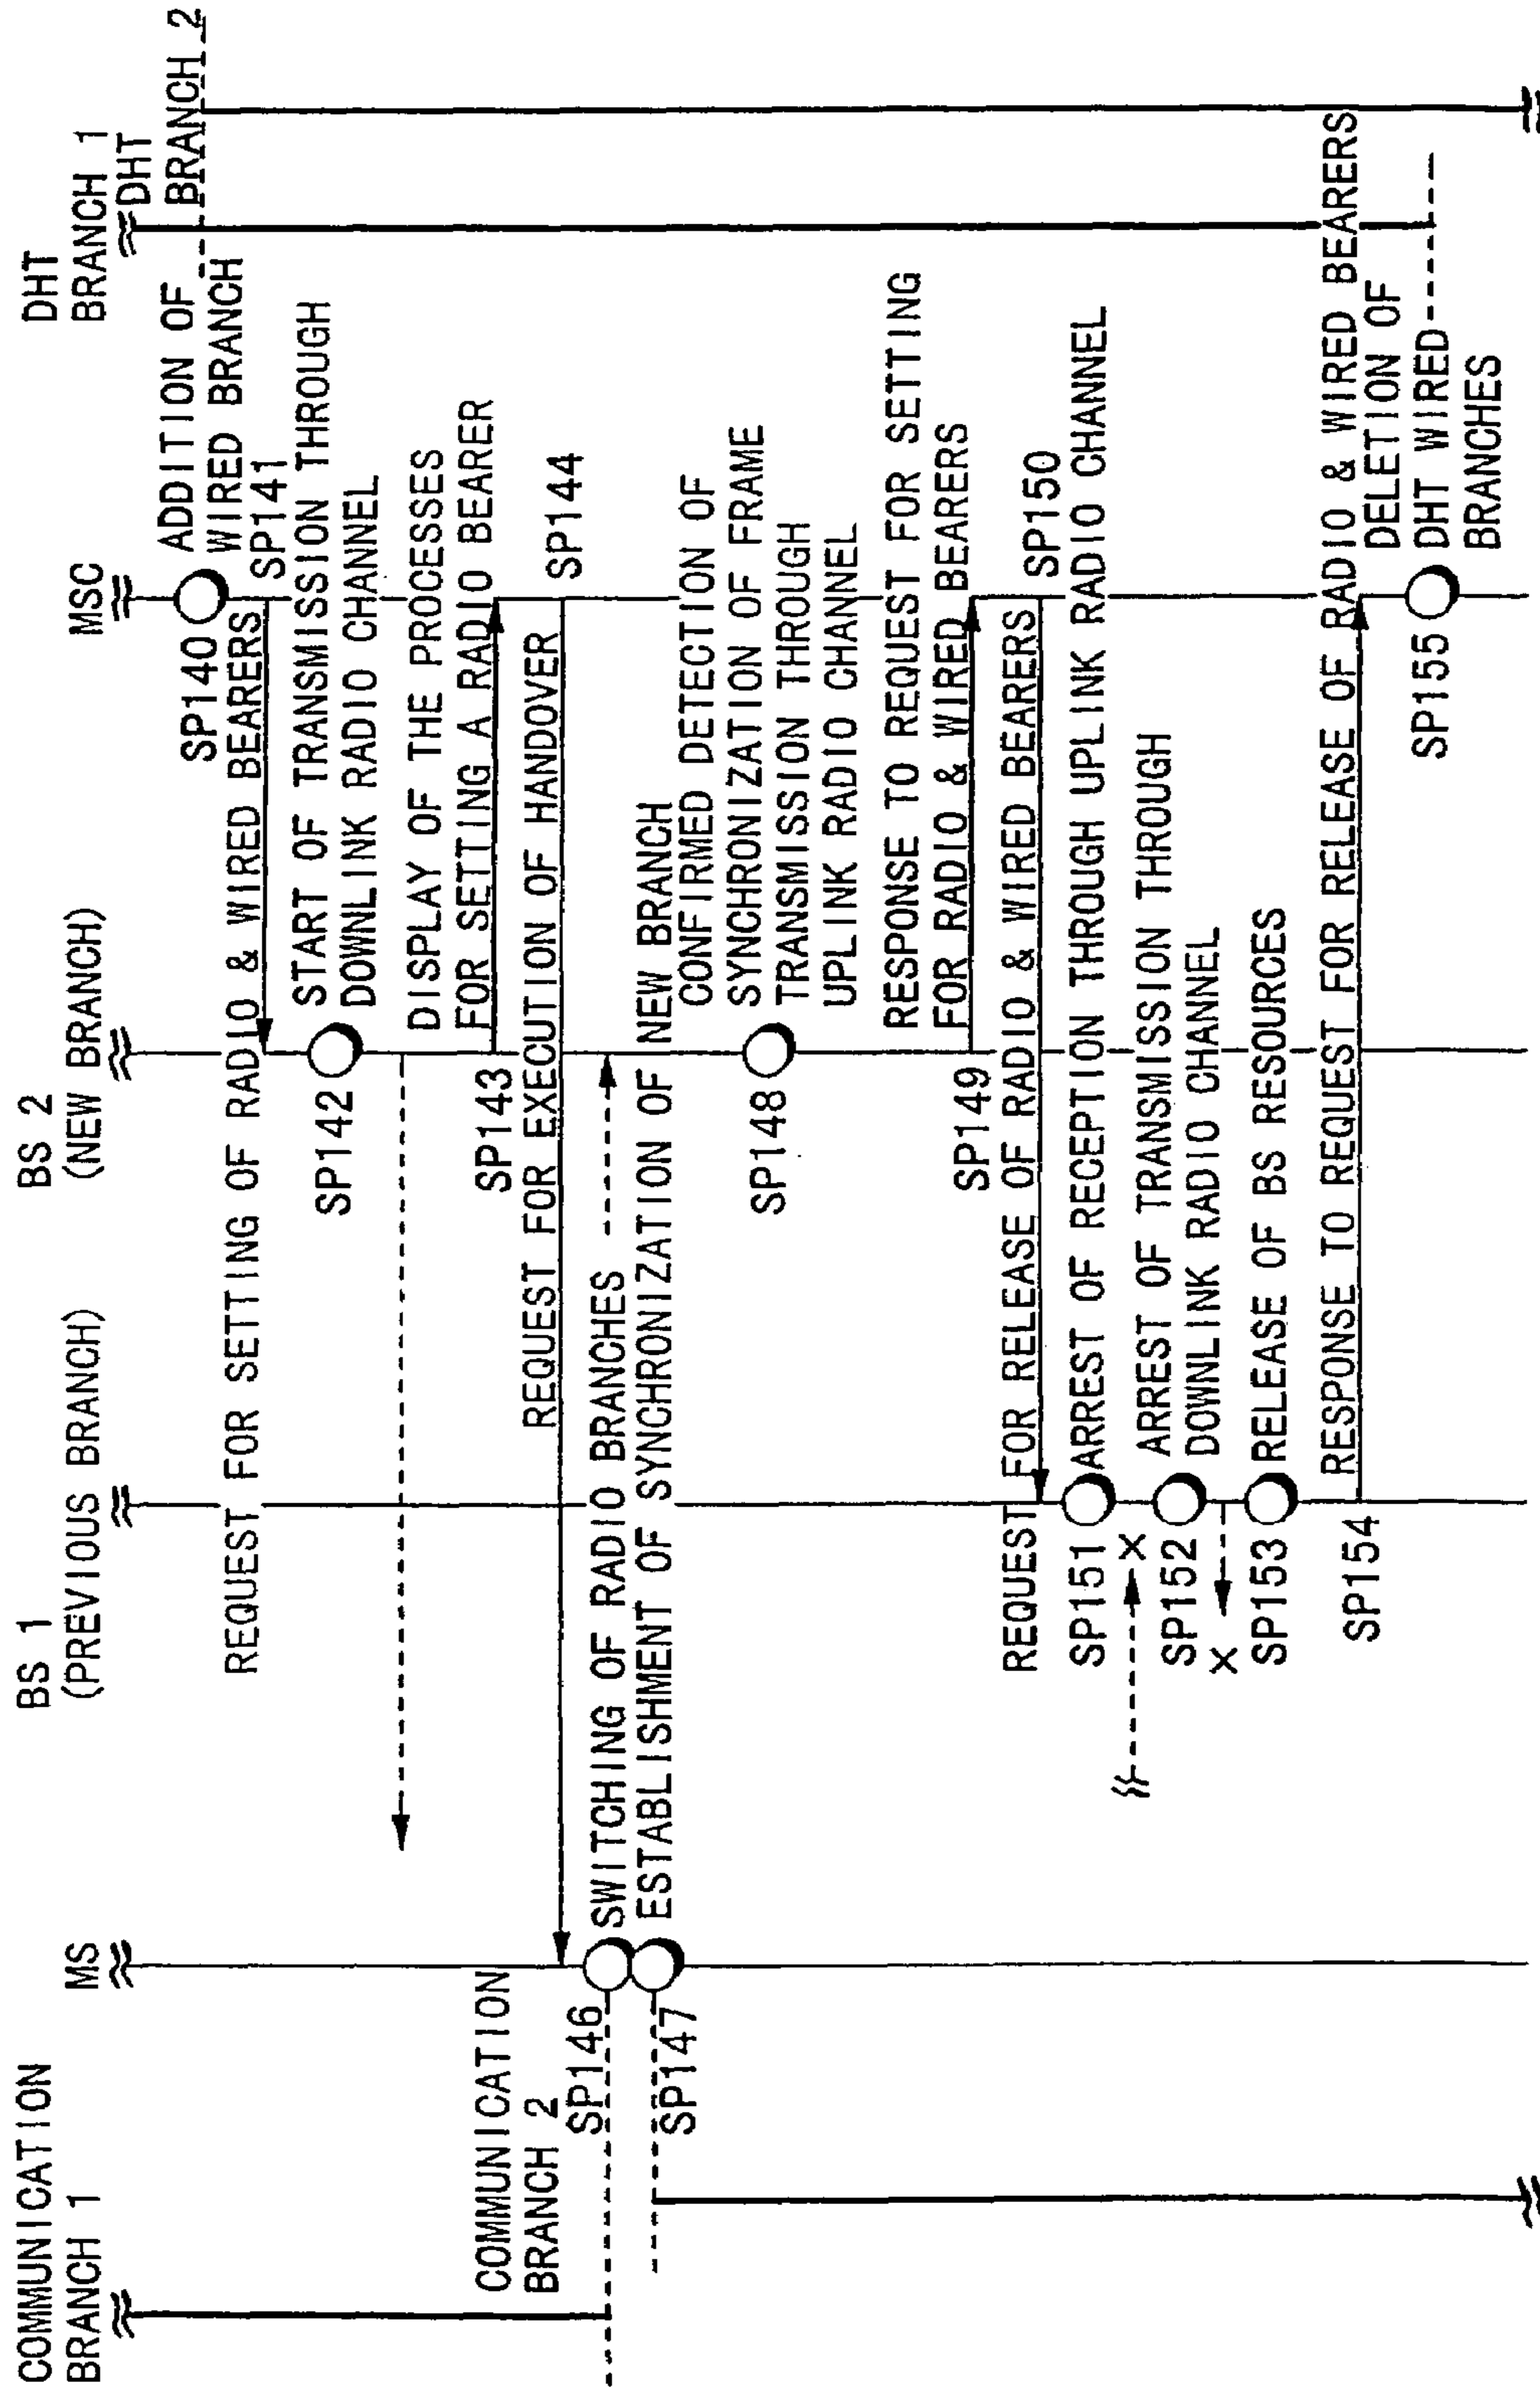 COMMUNICATION
BRANCH 1
MS
BS 1
(PREVIOUS BRANCH)
BS 2
(NEW BRANCH)
MSC
DHT
BRANCH 1
DHT
BRANCH 2
ADDITION OF
WIRED BRANCH
SP140
SP141
REQUEST FOR SETTING OF RADIO & WIRED BEARERS
START OF TRANSMISSION THROUGH
DOWNLINK RADIO CHANNEL
SP142
DISPLAY OF THE PROCESSES
FOR SETTING A RADIO BEARER
SP143
COMMUNICATION
BRANCH 2
REQUEST FOR EXECUTION OF HANDOVER
SP144
SP146
SWITCHING OF RADIO BRANCHES
SP147
ESTABLISHMENT OF SYNCHRONIZATION OF NEW BRANCH
CONFIRMED DETECTION OF
SYNCHRONIZATION OF FRAME
TRANSMISSION THROUGH
UPLINK RADIO CHANNEL
SP148
RESPONSE TO REQUEST FOR SETTING
FOR RADIO & WIRED BEARERS
SP149
REQUEST FOR RELEASE OF RADIO & WIRED BEARERS
SP150
SP151
ARREST OF RECEPTION THROUGH UPLINK RADIO CHANNEL
X
SP152
ARREST OF TRANSMISSION THROUGH
DOWNLINK RADIO CHANNEL
X
SP153
RELEASE OF BS RESOURCES
RESPONSE TO REQUEST FOR RELEASE OF RADIO & WIRED BEARERS
SP154
DELETION OF
DHT WIRED
BRANCHES
SP155